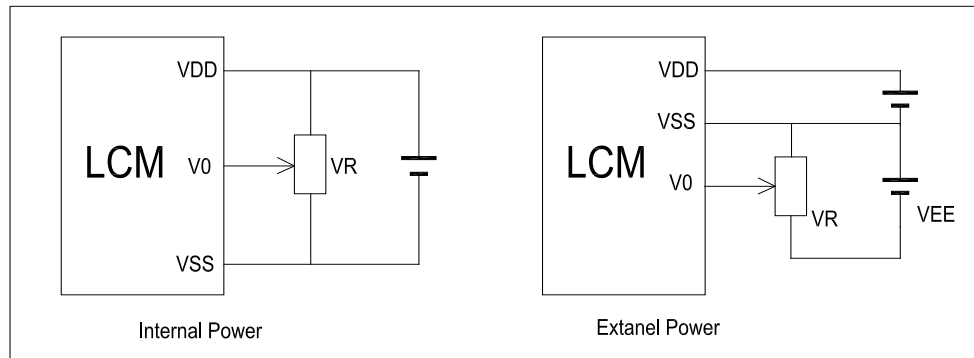 VDD
LCM
V0
VR
VSS
Internal Power
VDD
VSS
LCM
V0
VR
VEE
Extanel Power